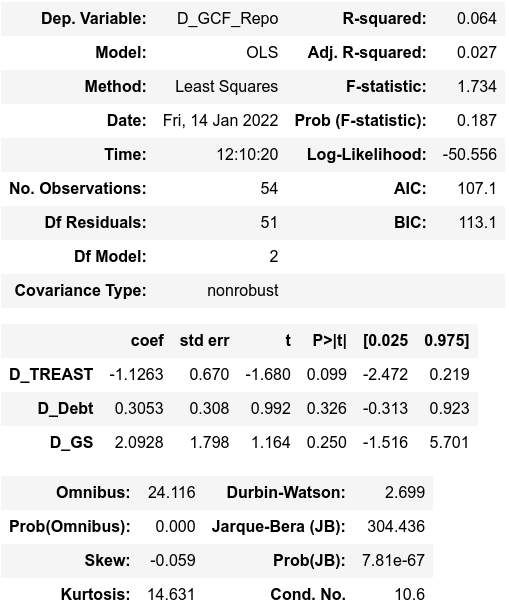 Dep. Variable: D_GCF_Repo R-squared: 0.064
Model: OLS Adj. R-squared: 0.027
Method: Least Squares F-statistic: 1.734
Date: Fri, 14 Jan 2022 Prob (F-statistic): 0.187
Time: 12:10:20 Log-Likelihood: -50.556
No. Observations: 54 AIC: 107.1
Df Residuals: 51 BIC: 113.1
Df Model: 2
Covariance Type: nonrobust
coef std err t P>|t| [0.025 0.975]
D_TREAST -1.1263 0.670 -1.680 0.099 -2.472 0.219
D_Debt 0.3053 0.308 0.992 0.326 -0.313 0.923
D_GS 2.0928 1.798 1.164 0.250 -1.516 5.701
Omnibus: 24.116 Durbin-Watson: 2.699
Prob(Omnibus): 0.000 Jarque-Bera (JB): 304.436
Skew: -0.059 Prob(JB): 7.81e-67
Kurtosis: 14.631 Cond. No. 10.6